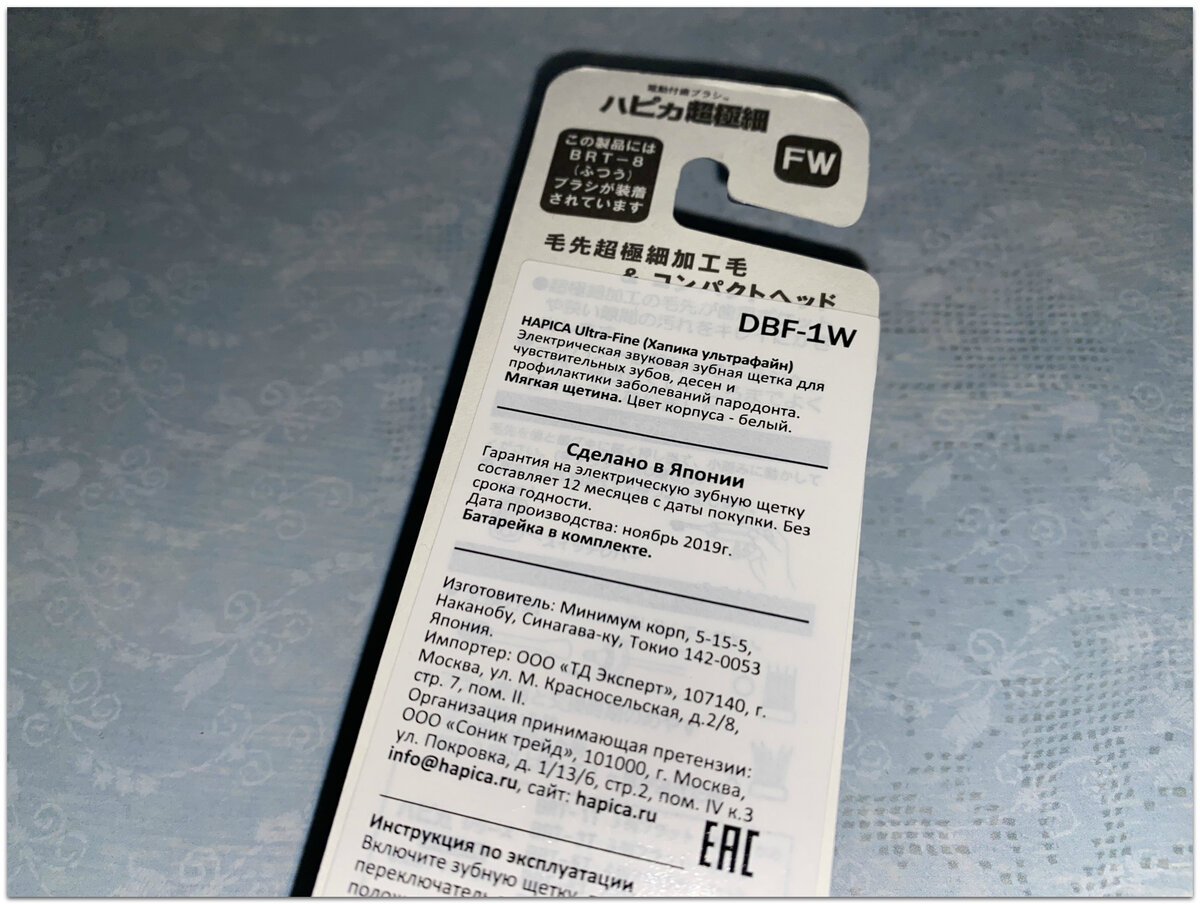 電動付歯ブラシ
ハピカ超極細
FW
この製品には
BRT-8
(ふつう)
ブラシが装着
されています
毛先超極細加工毛
& コンパクトヘッド
DBF-1W
HAPICA Ultra-Fine (Хапика ультрафайн)
Электрическая звуковая зубная щетка для
чувствительных зубов, десен и
профилактики заболеваний пародонта.
Мягкая щетина. Цвет корпуса - белый.
Сделано в Японии
Гарантия на электрическую зубную щетку
составляет 12 месяцев с даты покупки. Без
срока годности.
Дата производства: ноябрь 2019г.
Батарейка в комплекте.
Изготовитель: Минимум корп, 5-15-5,
Наканобу, Синагава-ку, Токио 142-0053
Япония.
Импортер: ООО «ТД Эксперт», 107140, г.
Москва, ул. М. Красносельская, д.2/8,
стр. 7, пом. II.
Организация принимающая претензии:
ООО «Соник трейд», 101000, г. Москва,
ул. Покровка, д. 1/13/6, стр.2, пом. IV к.3
info@hapica.ru, сайт: hapica.ru
EAC
Инструкция по эксплуатации
Включите зубную щетку
переключатель